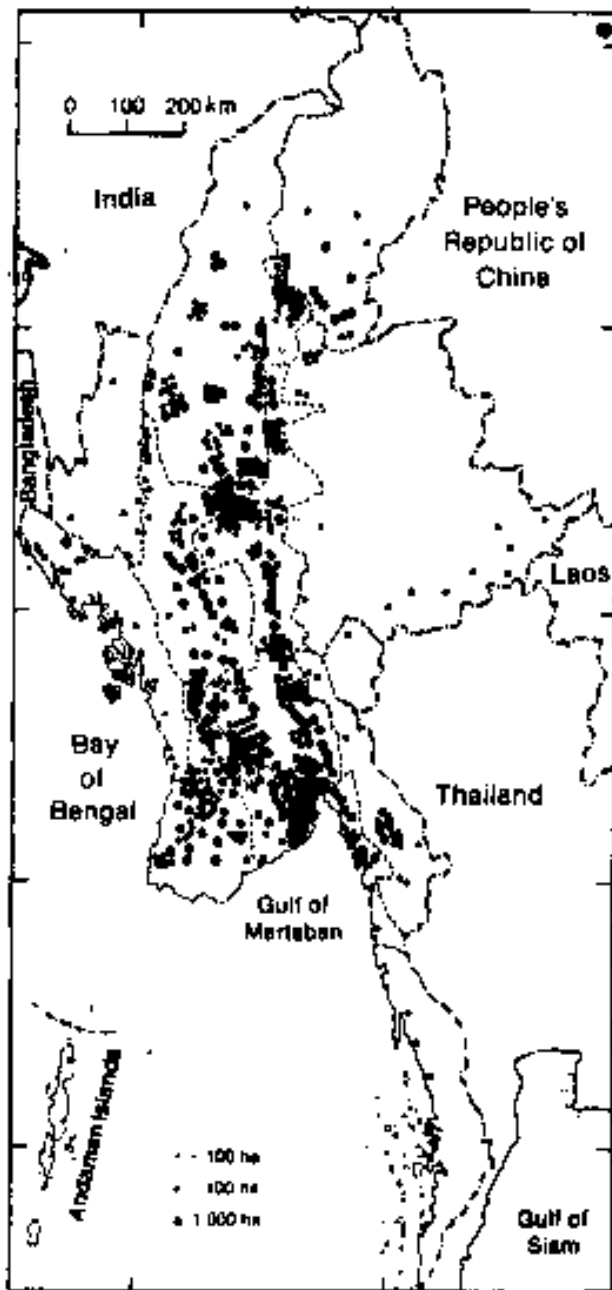 0 100 200 km
India
People's
Republic of
China
Bangladesh
Laos
Bay
of
Bengal
Thailand
Gulf of
Martaban
Andaman Islands
100 ha
1 000 ha
Gulf of
Siam